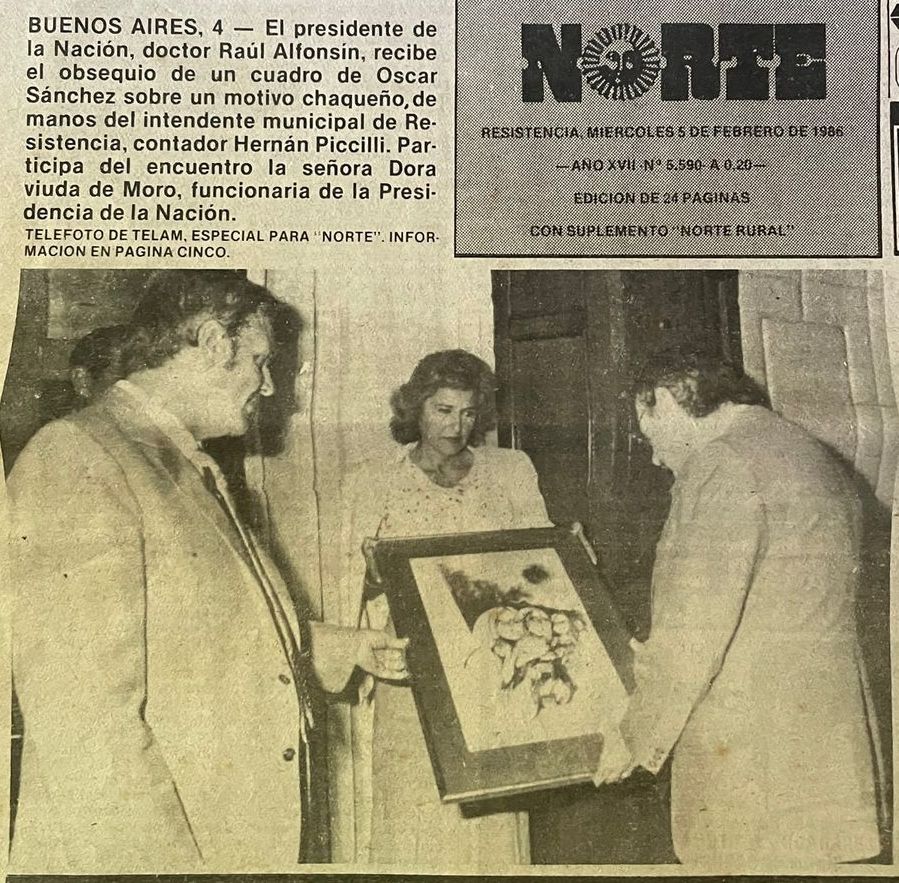 BUENOS AIRES, 4 — El presidente de
la Nación, doctor Raúl Alfonsín, recibe
el obsequio de un cuadro de Oscar
Sánchez sobre un motivo chaqueño, de
manos del intendente municipal de Re-
sistencia, contador Hernán Piccilli. Par-
ticipa del encuentro la señora Dora
viuda de Moro, funcionaria de la Presi-
dencia de la Nación.
TELEFOTO DE TELAM, ESPECIAL PARA "NORTE". INFOR-
MACION EN PAGINA CINCO.
NORTE
RESISTENCIA, MIERCOLES 5 DE FEBRERO DE 1986
—AÑO XVII - Nº 5.590- A 0.20—
EDICION DE 24 PAGINAS
CON SUPLEMENTO "NORTE RURAL"